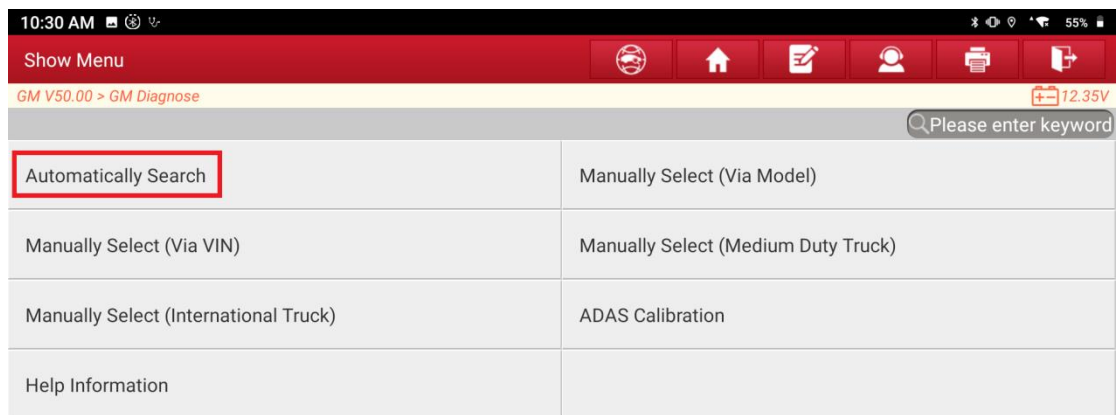 10:30 AM 55%
Show Menu
GM V50.00 > GM Diagnose 12.35V
Please enter keyword
Automatically Search Manually Select (Via Model)
Manually Select (Via VIN) Manually Select (Medium Duty Truck)
Manually Select (International Truck) ADAS Calibration
Help Information